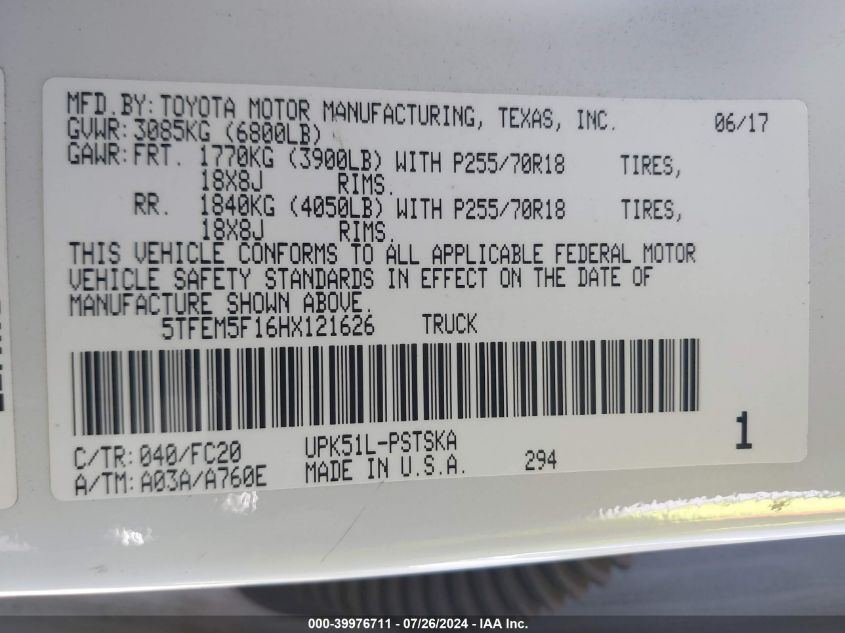 MFD.BY:TOYOTA MOTOR MANUFACTURING, TEXAS, INC. 06/17
GVWR:3085KG (6800LB)
GAWR:FRT. 1770KG (3900LB) WITH P255/70R18 TIRES,
18X8J RIMS.
RR. 1840KG (4050LB) WITH P255/70R18 TIRES,
18X8J RIMS.
THIS VEHICLE CONFORMS TO ALL APPLICABLE FEDERAL MOTOR
VEHICLE SAFETY STANDARDS IN EFFECT ON THE DATE OF
MANUFACTURE SHOWN ABOVE.
5TFEM5F16HX121626 TRUCK
C/TR:040/FC20 UPK51L-PSTSKA 1
A/TM:A03A/A760E MADE IN U.S.A. 294
000-39976711 - 07/26/2024 - IAA Inc.